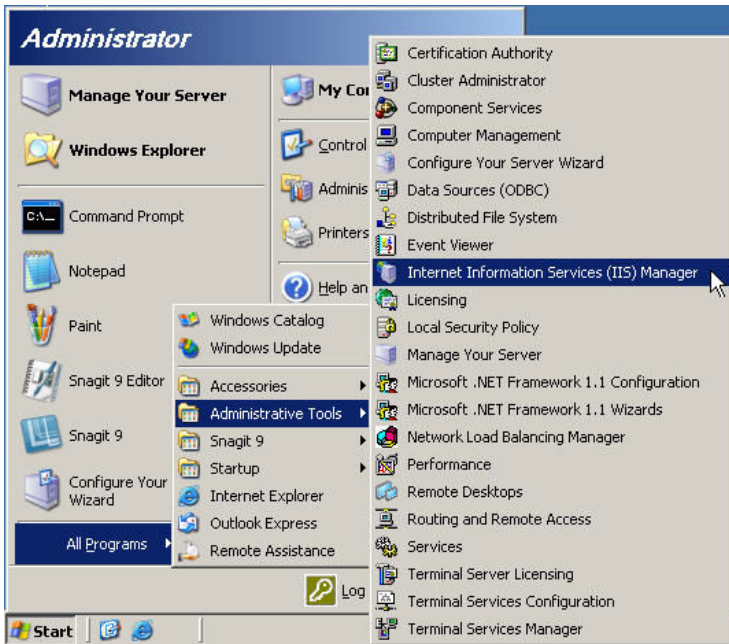 Administrator
Manage Your Server
Windows Explorer
Command Prompt
Notepad
Paint
Snagit 9 Editor
Snagit 9
Configure Your
Wizard
All Programs
My Co
Control
Adminis
Printers
Help an
Log
Windows Catalog
Windows Update
Accessories
Administrative Tools
Snagit 9
Startup
Internet Explorer
Outlook Express
Remote Assistance
Certification Authority
Cluster Administrator
Component Services
Computer Management
Configure Your Server Wizard
Data Sources (ODBC)
Distributed File System
Event Viewer
Internet Information Services (IIS) Manager
Licensing
Local Security Policy
Manage Your Server
Microsoft .NET Framework 1.1 Configuration
Microsoft .NET Framework 1.1 Wizards
Network Load Balancing Manager
Performance
Remote Desktops
Routing and Remote Access
Services
Terminal Server Licensing
Terminal Services Configuration
Terminal Services Manager
Start